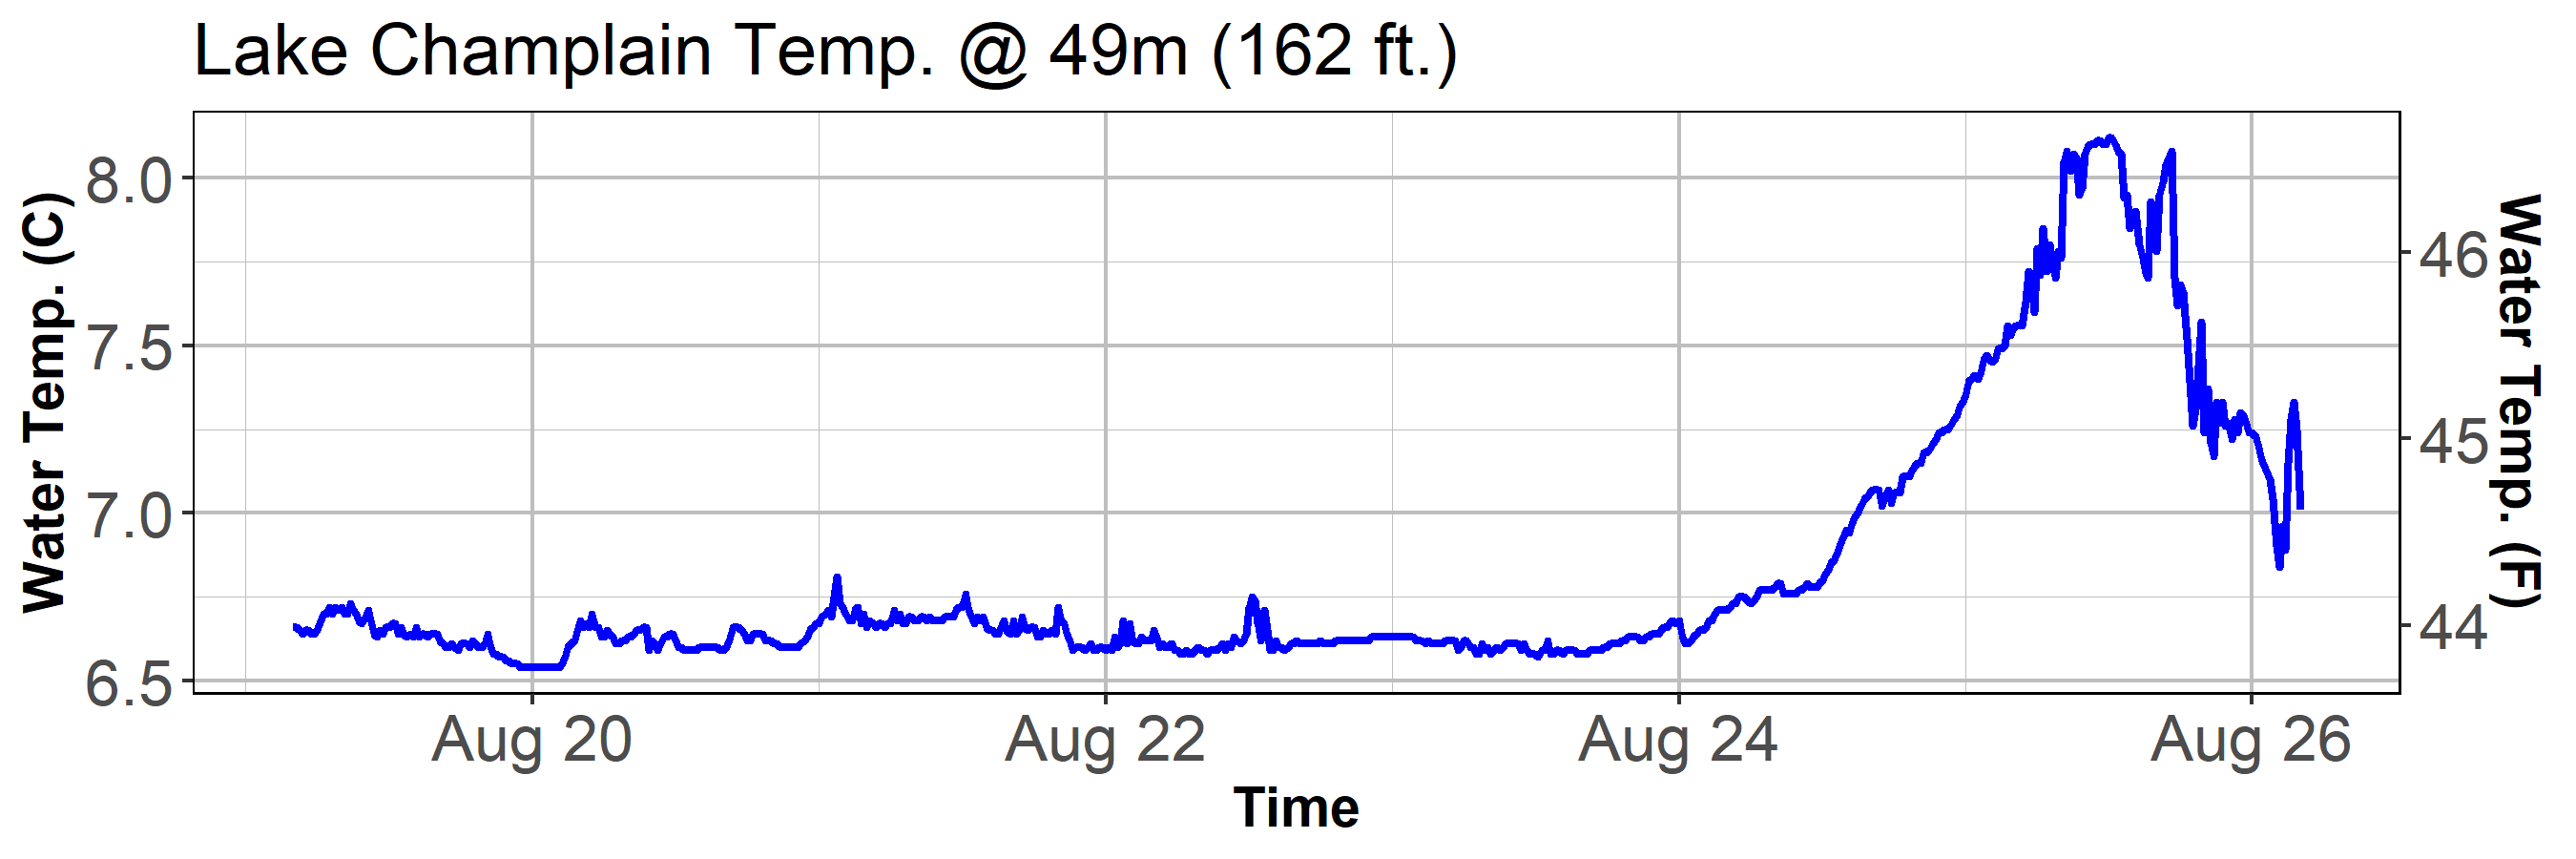 Lake Champlain Temp. @ 49m (162 ft.)
Water Temp. (C)
8.0
7.5
7.0
6.5
46
45
44
Water Temp. (F)
Aug 20 Aug 22 Aug 24 Aug 26
Time